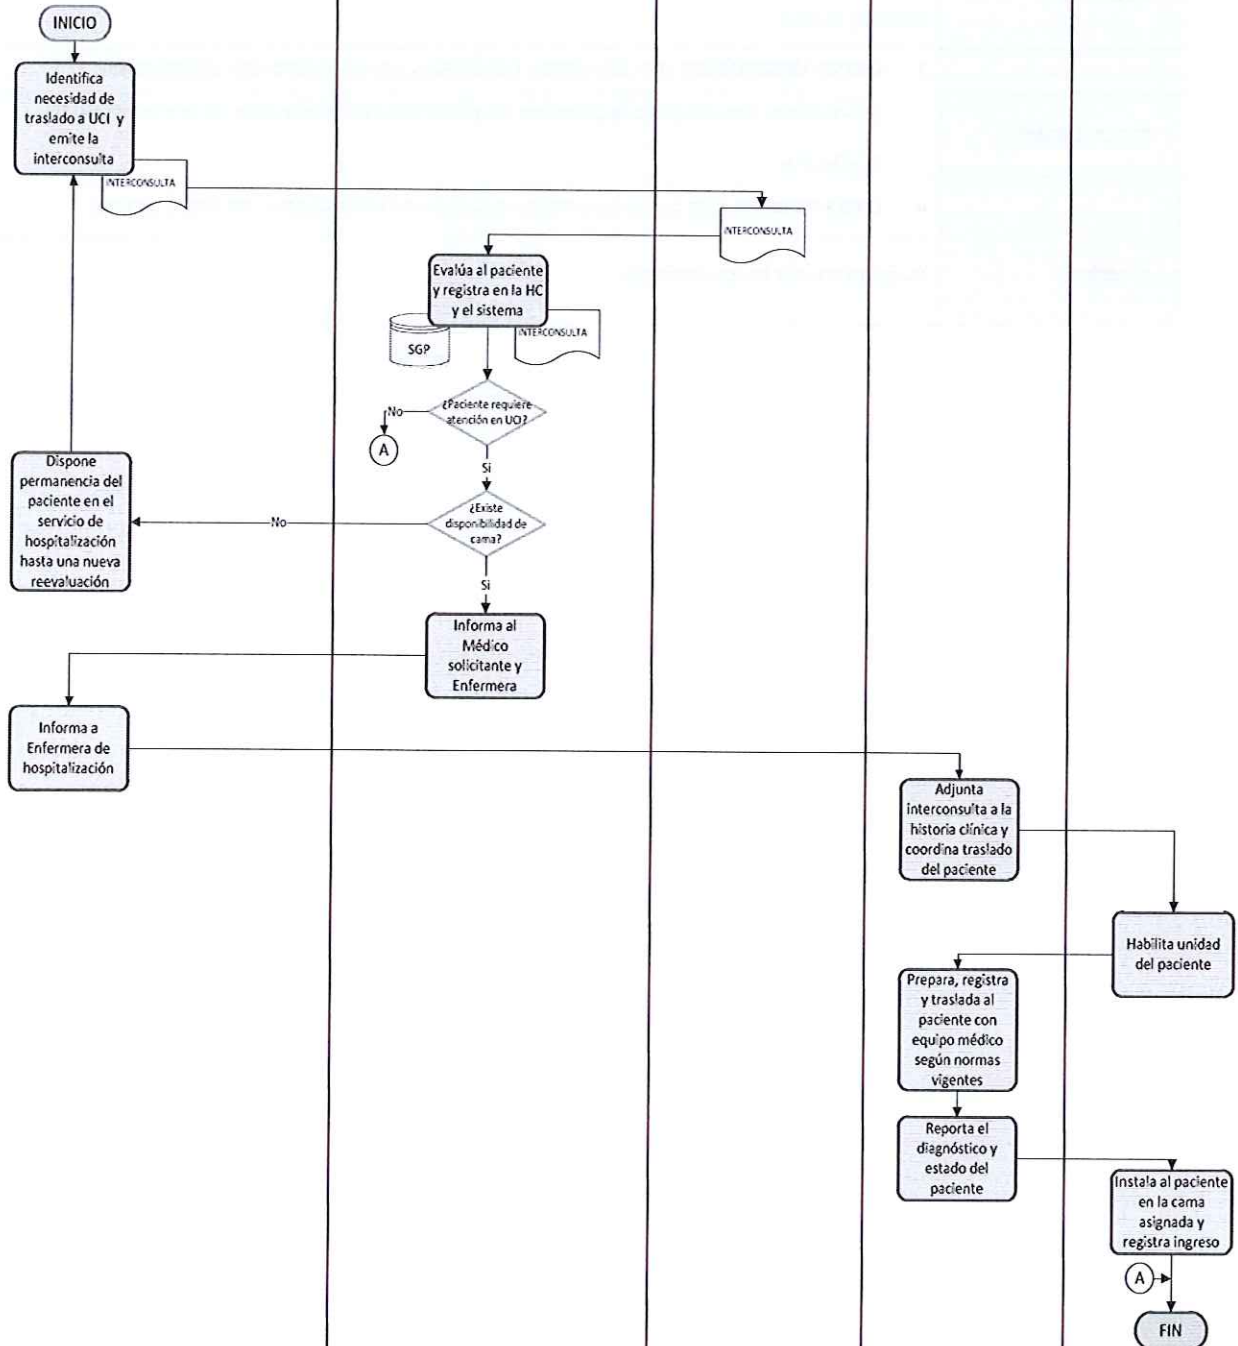 INICIO
Identifica
necesidad de
traslado a UCI y
emite la
interconsulta
INTERCONSULTA
INTERCONSULTA
Evalúa al paciente
y registra en la HC
y el sistema
SGP
INTERCONSULTA
¿Paciente requiere
atención en UCI?
No
A
Si
¿Existe
disponibilidad de
cama?
No
Dispone
permanencia del
paciente en el
servicio de
hospitalización
hasta una nueva
reevaluación
Si
Informa al
Médico
solicitante y
Enfermera
Informa a
Enfermera de
hospitalización
Adjunta
interconsulta a la
historia clínica y
coordina traslado
del paciente
Habilita unidad
del paciente
Prepara, registra
y traslada al
paciente con
equipo médico
según normas
vigentes
Reporta el
diagnóstico y
estado del
paciente
Instala al paciente
en la cama
asignada y
registra ingreso
A
FIN